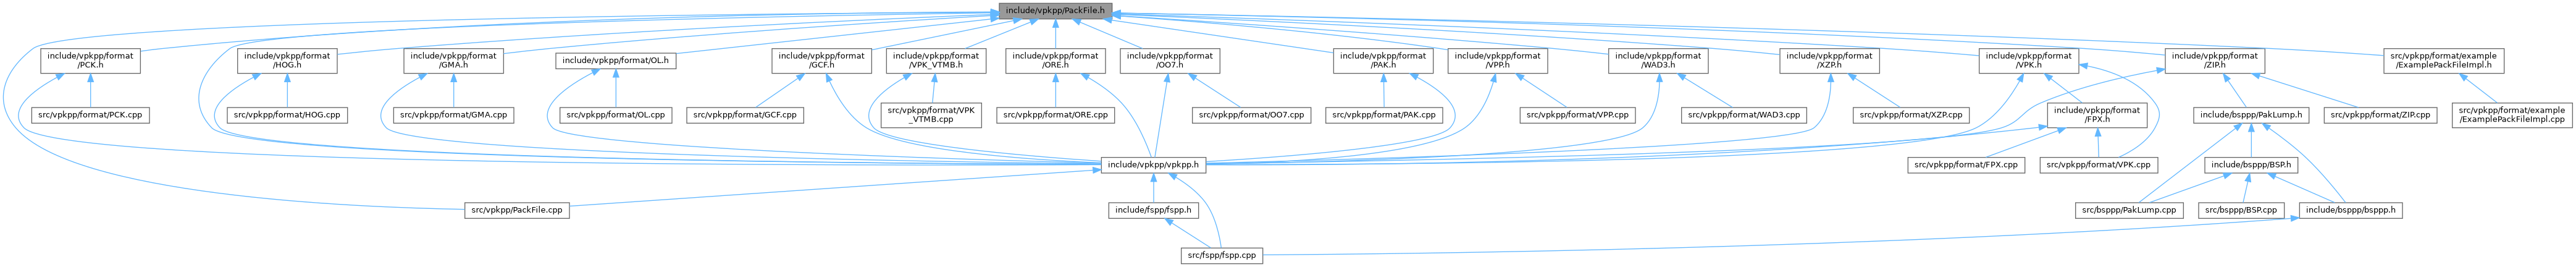 include/vpkpp/PackFile.h
include/vpkpp/format
/PCK.h
include/vpkpp/format
/HOG.h
include/vpkpp/format
/GMA.h
include/vpkpp/format/OL.h
include/vpkpp/format
/GCF.h
include/vpkpp/format
/VPK_VTMB.h
include/vpkpp/format
/ORE.h
include/vpkpp/format
/OO7.h
include/vpkpp/format
/PAK.h
include/vpkpp/format
/VPP.h
include/vpkpp/format
/WAD3.h
include/vpkpp/format
/XZP.h
include/vpkpp/format
/VPK.h
include/vpkpp/format
/ZIP.h
src/vpkpp/format/example
/ExamplePackFileImpl.h
src/vpkpp/format/PCK.cpp
src/vpkpp/format/HOG.cpp
src/vpkpp/format/GMA.cpp
src/vpkpp/format/OL.cpp
src/vpkpp/format/GCF.cpp
src/vpkpp/format/VPK
_VTMB.cpp
src/vpkpp/format/ORE.cpp
src/vpkpp/format/OO7.cpp
src/vpkpp/format/PAK.cpp
src/vpkpp/format/VPP.cpp
src/vpkpp/format/WAD3.cpp
src/vpkpp/format/XZP.cpp
include/vpkpp/format
/FPX.h
include/bsppp/PakLump.h
src/vpkpp/format/ZIP.cpp
src/vpkpp/format/example
/ExamplePackFileImpl.cpp
include/vpkpp/vpkpp.h
src/vpkpp/format/FPX.cpp
src/vpkpp/format/VPK.cpp
include/bsppp/BSP.h
src/vpkpp/PackFile.cpp
include/fspp/fspp.h
src/bsppp/PakLump.cpp
src/bsppp/BSP.cpp
include/bsppp/bsppp.h
src/fspp/fspp.cpp